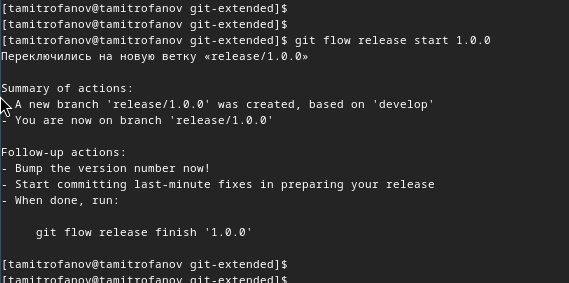 [tamitrofanov@tamitrofanov git-extended]$
[tamitrofanov@tamitrofanov git-extended]$
[tamitrofanov@tamitrofanov git-extended]$ git flow release start 1.0.0
Переключились на новую ветку «release/1.0.0»
Summary of actions:
A new branch 'release/1.0.0' was created, based on 'develop'
- You are now on branch 'release/1.0.0'
Follow-up actions:
- Bump the version number now!
- Start committing last-minute fixes in preparing your release
- When done, run:
git flow release finish '1.0.0'
[tamitrofanov@tamitrofanov git-extended]$
[tamitrofanov@tamitrofanov git-extended]$